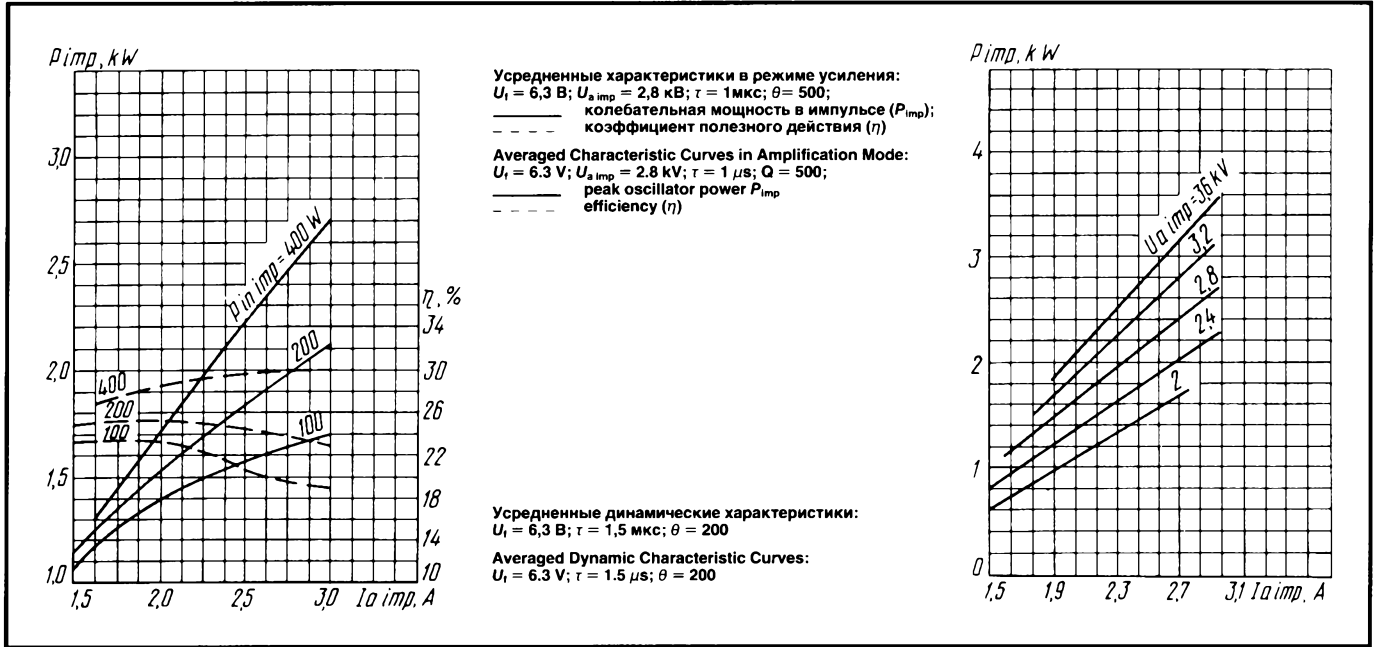 Pimp, kW
3,0
2,5
2,0
1,5
1,0
1,5 2,0 2,5 3,0 Ia imp, A
η, %
34
30
26
22
18
14
10
Pin imp = 400 W
200
100
400
200
100
Усредненные характеристики в режиме усиления:
Uf = 6,3 В; Ua imp = 2,8 кВ; τ = 1мкс; θ = 500;
колебательная мощность в импульсе (Pimp);
коэффициент полезного действия (η)
Averaged Characteristic Curves in Amplification Mode:
Uf = 6.3 V; Ua imp = 2.8 kV; τ = 1 μs; Q = 500;
peak oscillator power Pimp
efficiency (η)
Усредненные динамические характеристики:
Uf = 6,3 В; τ = 1,5 мкс; θ = 200
Averaged Dynamic Characteristic Curves:
Uf = 6.3 V; τ = 1.5 μs; θ = 200
Pimp, kW
4
3
2
1
0
1,5 1,9 2,3 2,7 3,1 Ia imp, A
Ua imp = 3,6 kV
3,2
2,8
2,4
2